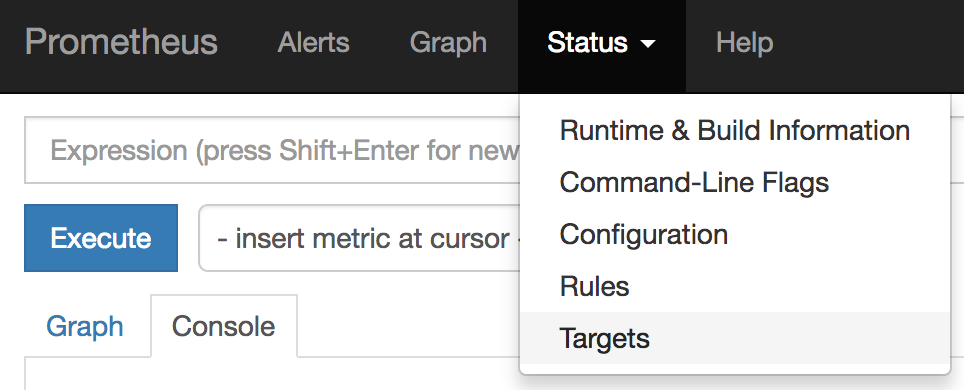 Prometheus Alerts Graph Status Help
Runtime & Build Information
Expression (press Shift+Enter for new
Command-Line Flags
Configuration
Execute - insert metric at cursor -
Rules
Graph Console
Targets